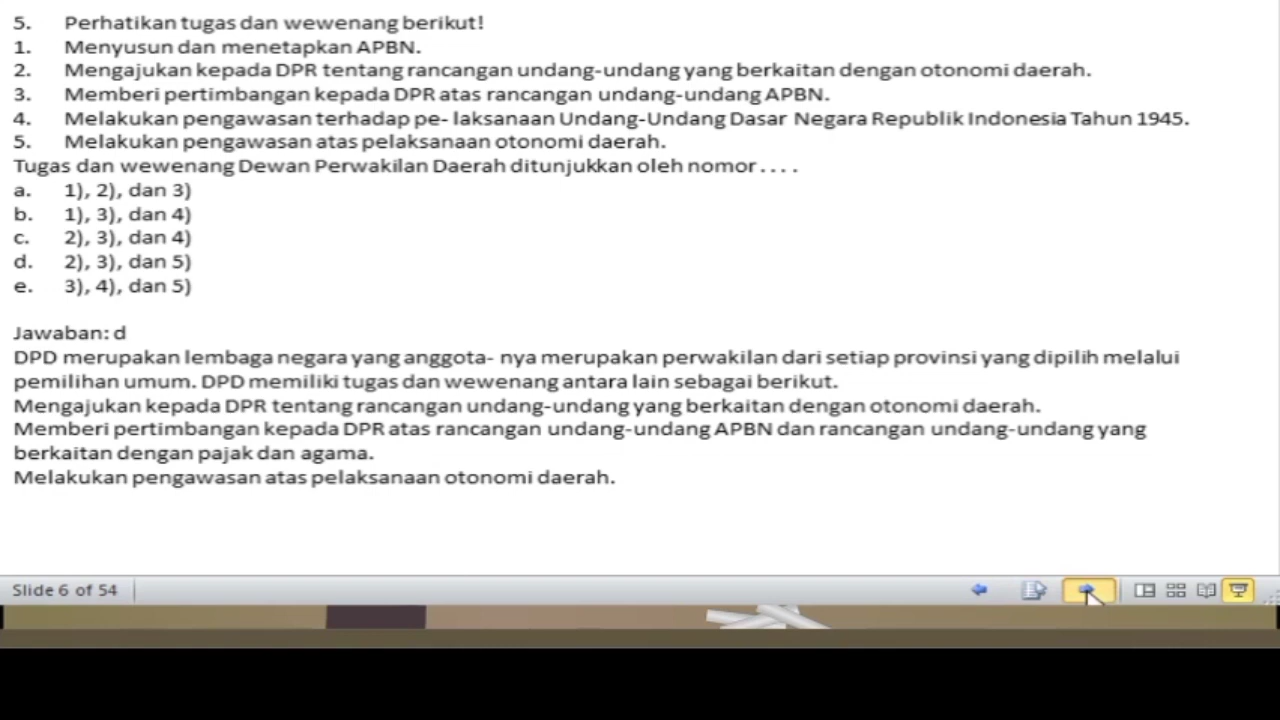 5. Perhatikan tugas dan wewenang berikut!
1. Menyusun dan menetapkan APBN.
2. Mengajukan kepada DPR tentang rancangan undang-undang yang berkaitan dengan otonomi daerah.
3. Memberi pertimbangan kepada DPR atas rancangan undang-undang APBN.
4. Melakukan pengawasan terhadap pe- laksanaan Undang-Undang Dasar Negara Republik Indonesia Tahun 1945.
5. Melakukan pengawasan atas pelaksanaan otonomi daerah.
Tugas dan wewenang Dewan Perwakilan Daerah ditunjukkan oleh nomor . . . .
a. 1), 2), dan 3)
b. 1), 3), dan 4)
c. 2), 3), dan 4)
d. 2), 3), dan 5)
e. 3), 4), dan 5)
Jawaban: d
DPD merupakan lembaga negara yang anggota- nya merupakan perwakilan dari setiap provinsi yang dipilih melalui
pemilihan umum. DPD memiliki tugas dan wewenang antara lain sebagai berikut.
Mengajukan kepada DPR tentang rancangan undang-undang yang berkaitan dengan otonomi daerah.
Memberi pertimbangan kepada DPR atas rancangan undang-undang APBN dan rancangan undang-undang yang
berkaitan dengan pajak dan agama.
Melakukan pengawasan atas pelaksanaan otonomi daerah.
Slide 6 of 54